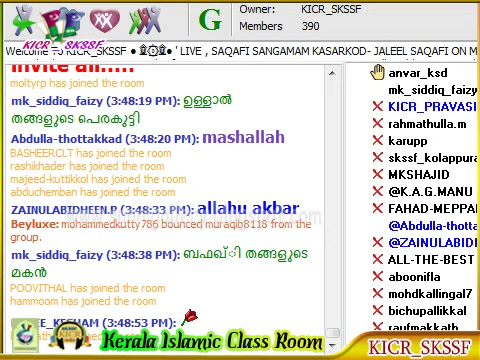 KICR_SKSSF
G
Owner: KICR_SKSSF
Members 390
KICR_SKSSF ● ۩۞۩● ' LIVE , SAQAFI SANGAMAM KASARKOD- JALEEL SAQAFI ON M
invite all.....
moltyrp has joined the room
mk_siddiq_faizy (3:48:19 PM): ഉള്ളാൽ
തങ്ങളുടെ പെരകുട്ടി
Abdulla-thottakkad (3:48:20 PM): mashallah
BASHEERCLT has joined the room
rashikhader has joined the room
majeed-kuttikkol has joined the room
abduchemban has joined the room
ZAINULABIDHEEN.P (3:48:33 PM): allahu akbar
Beyluxe: mohammedkutty786 bounced muraqib8118 from the
group.
mk_siddiq_faizy (3:48:38 PM): ബഫഖ്ി തങ്ങളുടെ
മകൻ
POOVITHAL has joined the room
hammoom has joined the room
(3:48:53 PM):
anvar_ksd
mk_siddiq_faizy
KICR_PRAVASI
rahmathulla.m
karupp
skssf_kolappura
MKSHAJID
@K.A.G.MANU
FAHAD-MEPPA
@Abdulla-thotta
@ZAINULABIDI
ALL-THE-BEST
aboonifla
mohdkallingal7
bichupallikkal
raufmakkath
KICR
Kerala Islamic Class Room
KICR_SKSSF